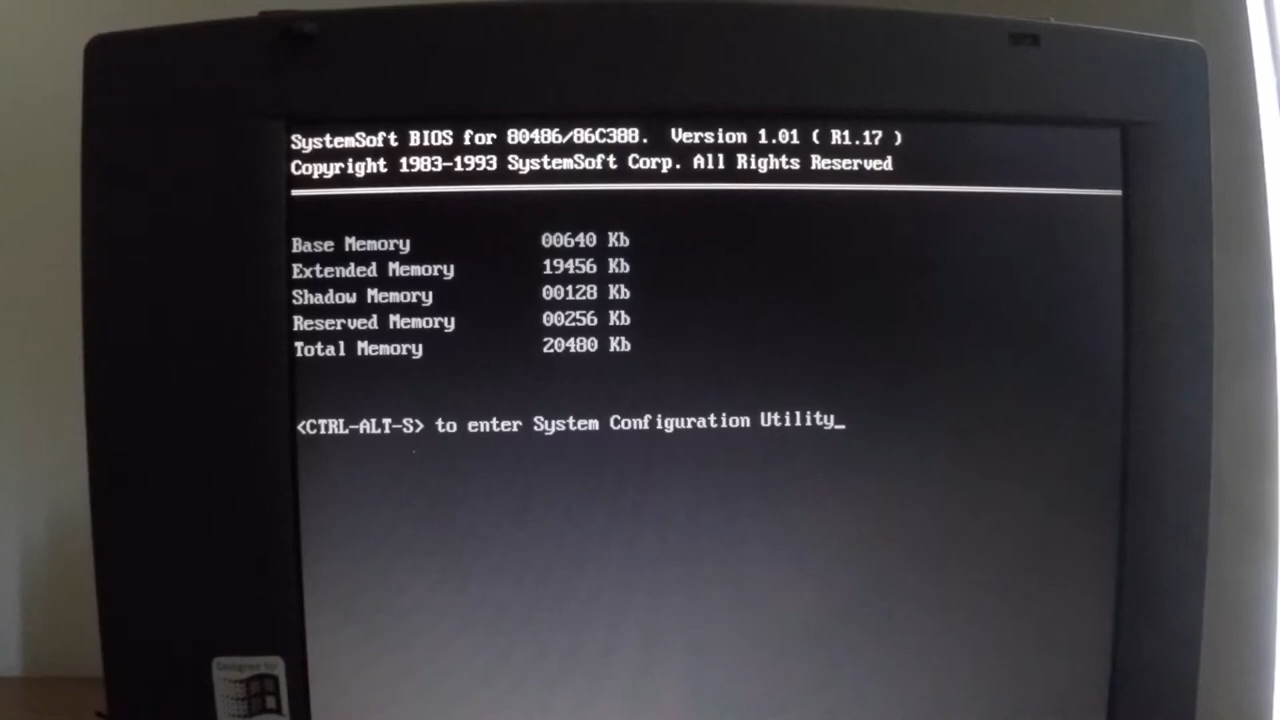 SystemSoft BIOS for 80486/86C388.  Version 1.01 ( R1.17 )
Copyright 1983-1993 SystemSoft Corp. All Rights Reserved
Base Memory 00640 Kb
Extended Memory 19456 Kb
Shadow Memory 00128 Kb
Reserved Memory 00256 Kb
Total Memory 20480 Kb
<CTRL-ALT-S> to enter System Configuration Utility_
Designed for